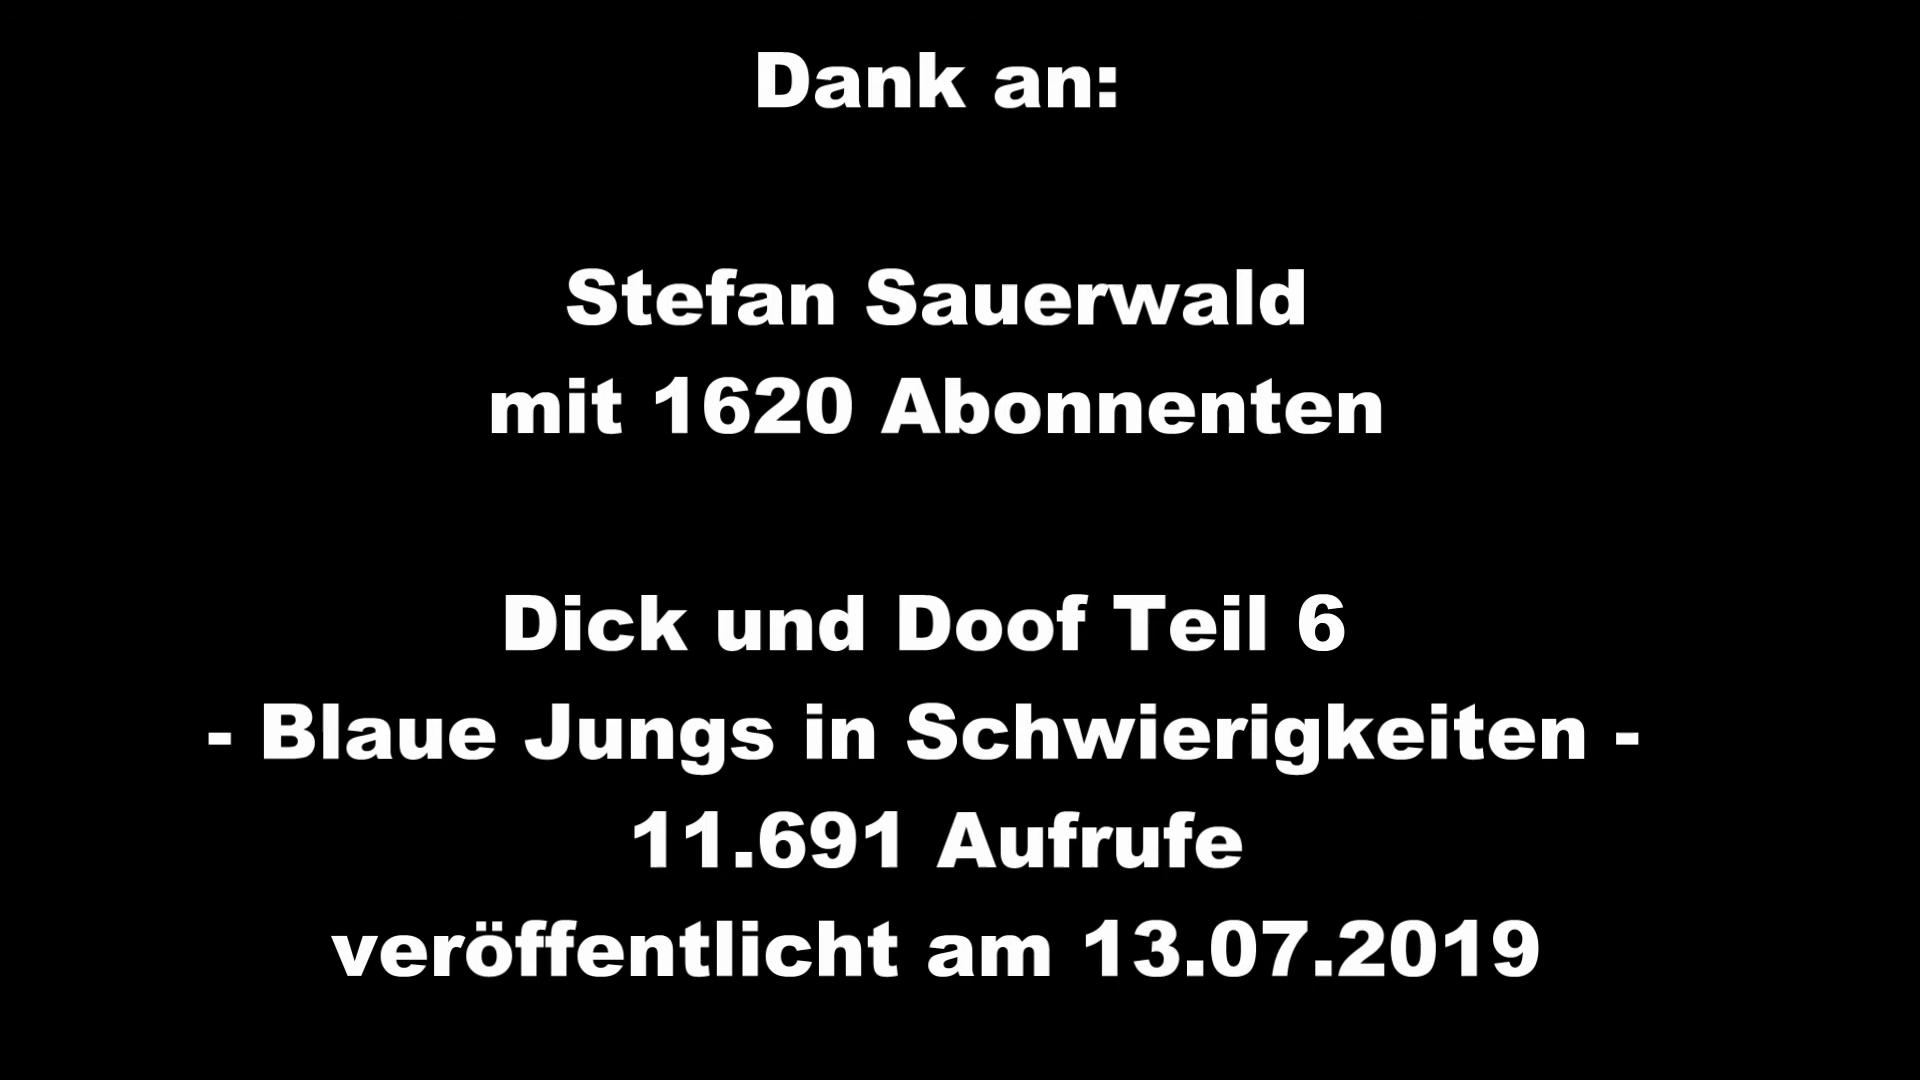 Dank an:
Stefan Sauerwald
mit 1620 Abonnenten
Dick und Doof Teil 6
- Blaue Jungs in Schwierigkeiten -
11.691 Aufrufe
veröffentlicht am 13.07.2019